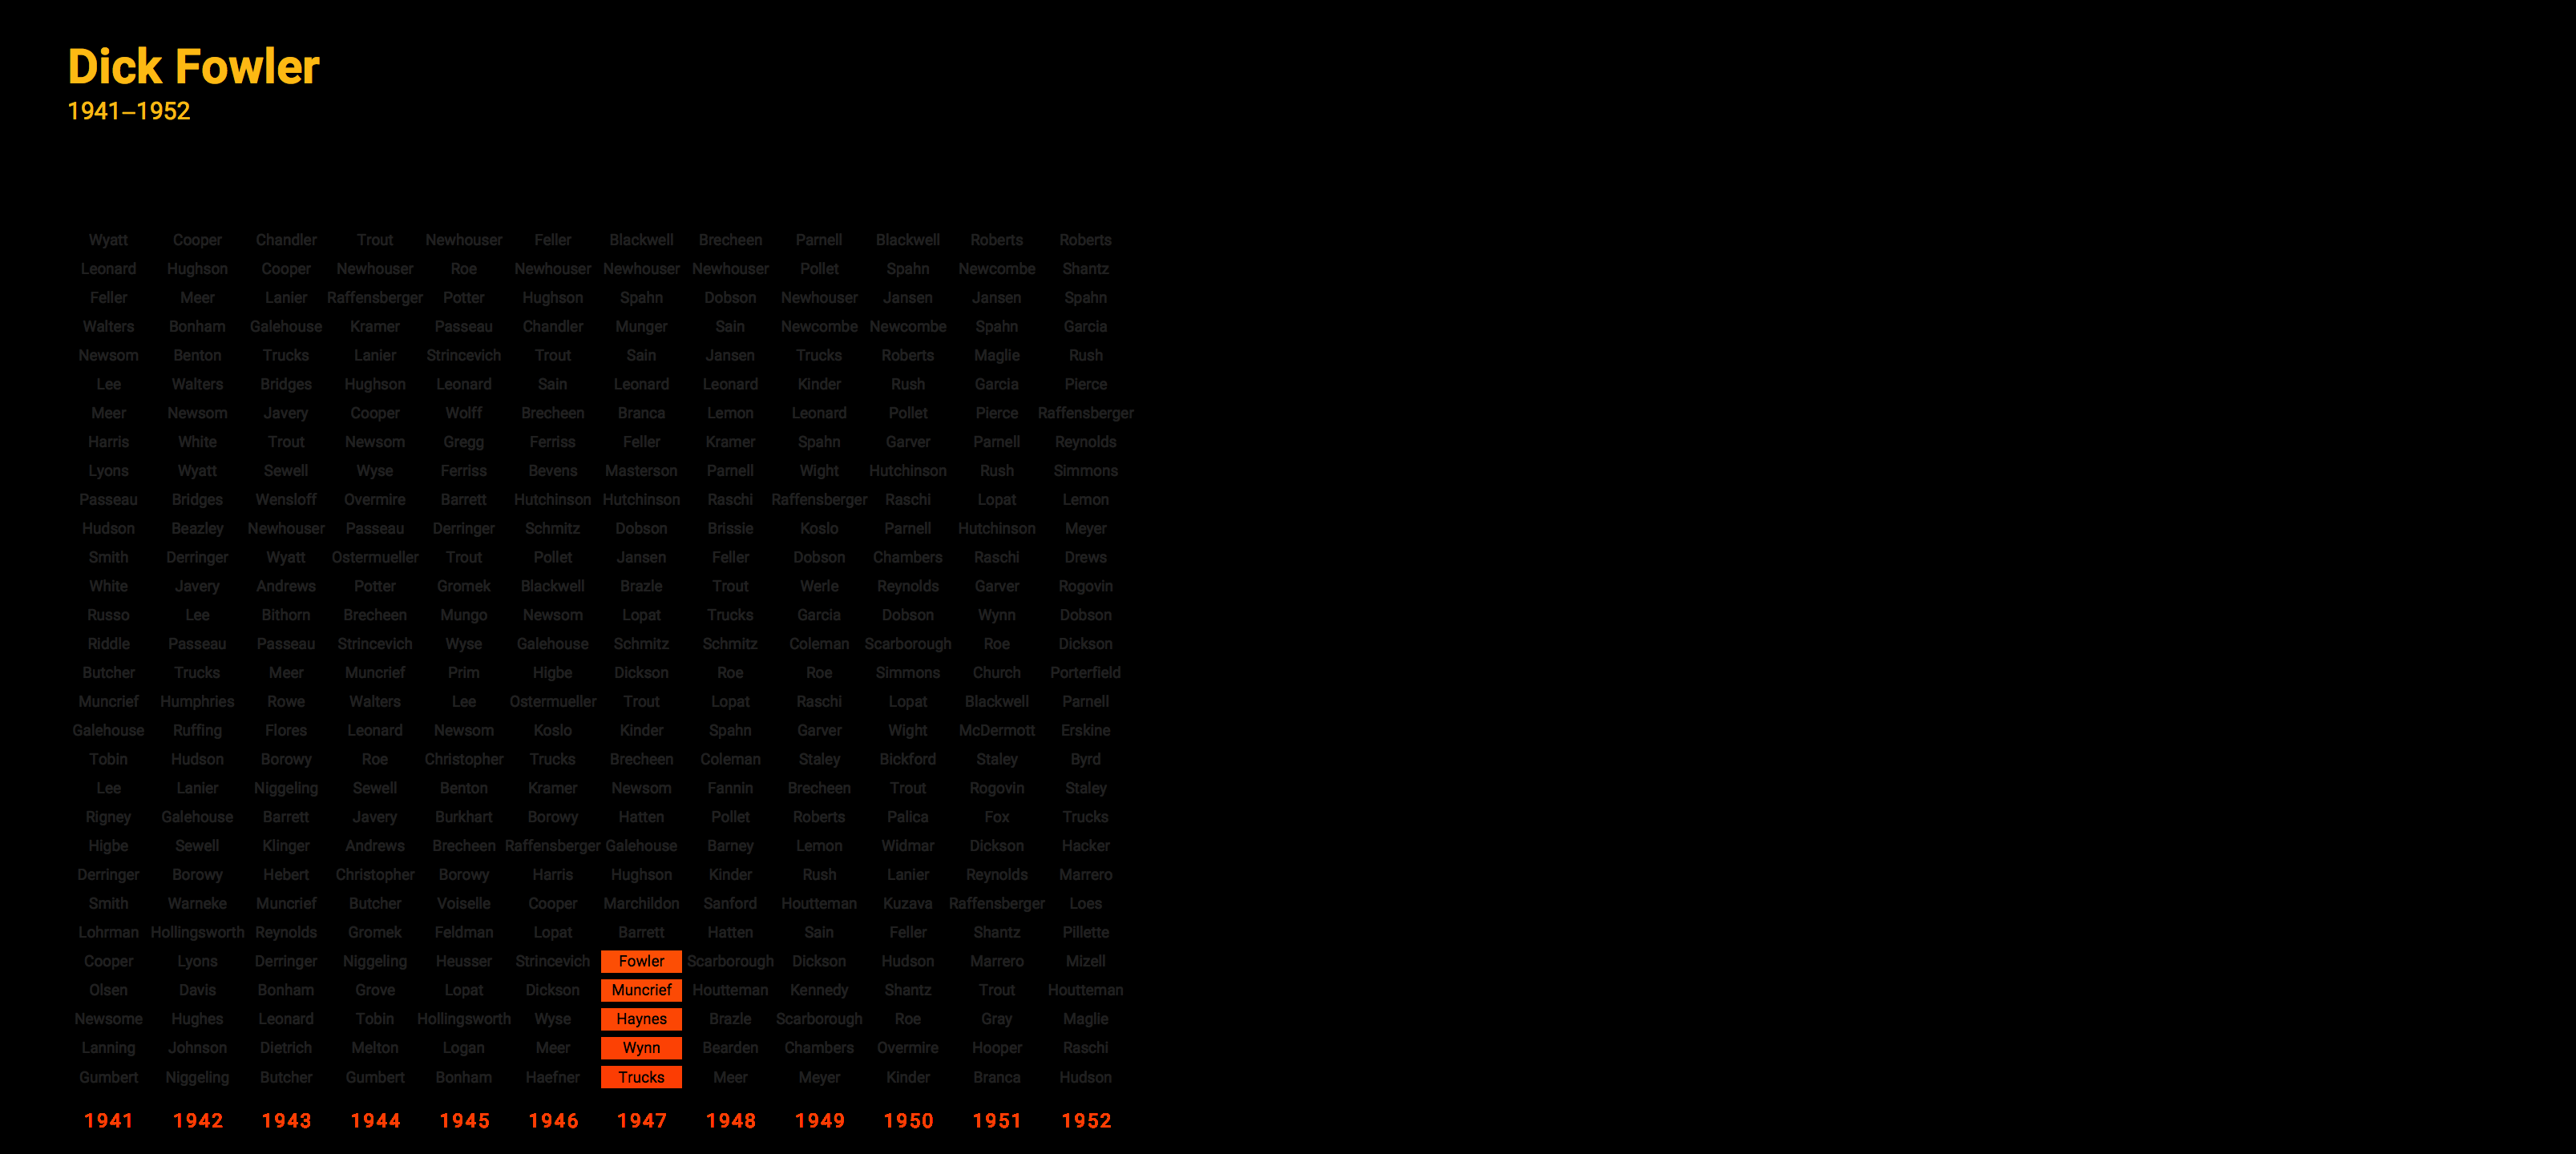 Dick Fowler
1941–1952
Wyatt Cooper Chandler Trout Newhouser Feller Blackwell Brecheen Parnell Blackwell Roberts Roberts
Leonard Hughson Cooper Newhouser Roe Newhouser Newhouser Newhouser Pollet Spahn Newcombe Shantz
Feller Meer Lanier Raffensberger Potter Hughson Spahn Dobson Newhouser Jansen Jansen Spahn
Walters Bonham Galehouse Kramer Passeau Chandler Munger Sain Newcombe Newcombe Spahn Garcia
Newsom Benton Trucks Lanier Strincevich Trout Sain Jansen Trucks Roberts Maglie Rush
Lee Walters Bridges Hughson Leonard Sain Leonard Leonard Kinder Rush Garcia Pierce
Meer Newsom Javery Cooper Wolff Brecheen Branca Lemon Leonard Pollet Pierce Raffensberger
Harris White Trout Newsom Gregg Ferriss Feller Kramer Spahn Garver Parnell Reynolds
Lyons Wyatt Sewell Wyse Ferriss Bevens Masterson Parnell Wight Hutchinson Rush Simmons
Passeau Bridges Wensloff Overmire Barrett Hutchinson Hutchinson Raschi Raffensberger Raschi Lopat Lemon
Hudson Beazley Newhouser Passeau Derringer Schmitz Dobson Brissie Koslo Parnell Hutchinson Meyer
Smith Derringer Wyatt Ostermueller Trout Pollet Jansen Feller Dobson Chambers Raschi Drews
White Javery Andrews Potter Gromek Blackwell Brazle Trout Werle Reynolds Garver Rogovin
Russo Lee Bithorn Brecheen Mungo Newsom Lopat Trucks Garcia Dobson Wynn Dobson
Riddle Passeau Passeau Strincevich Wyse Galehouse Schmitz Schmitz Coleman Scarborough Roe Dickson
Butcher Trucks Meer Muncrief Prim Higbe Dickson Roe Roe Simmons Church Porterfield
Muncrief Humphries Rowe Walters Lee Ostermueller Trout Lopat Raschi Lopat Blackwell Parnell
Galehouse Ruffing Flores Leonard Newsom Koslo Kinder Spahn Garver Wight McDermott Erskine
Tobin Hudson Borowy Roe Christopher Trucks Brecheen Coleman Staley Bickford Staley Byrd
Lee Lanier Niggeling Sewell Benton Kramer Newsom Fannin Brecheen Trout Rogovin Staley
Rigney Galehouse Barrett Javery Burkhart Borowy Hatten Pollet Roberts Palica Fox Trucks
Higbe Sewell Klinger Andrews Brecheen Raffensberger Galehouse Barney Lemon Widmar Dickson Hacker
Derringer Borowy Hebert Christopher Borowy Harris Hughson Kinder Rush Lanier Reynolds Marrero
Smith Warneke Muncrief Butcher Voiselle Cooper Marchildon Sanford Houtteman Kuzava Raffensberger Loes
Lohrman Hollingsworth Reynolds Gromek Feldman Lopat Barrett Hatten Sain Feller Shantz Pillette
Cooper Lyons Derringer Niggeling Heusser Strincevich Fowler Scarborough Dickson Hudson Marrero Mizell
Olsen Davis Bonham Grove Lopat Dickson Muncrief Houtteman Kennedy Shantz Trout Houtteman
Newsome Hughes Leonard Tobin Hollingsworth Wyse Haynes Brazle Scarborough Roe Gray Maglie
Lanning Johnson Dietrich Melton Logan Meer Wynn Bearden Chambers Overmire Hooper Raschi
Gumbert Niggeling Butcher Gumbert Bonham Haefner Trucks Meer Meyer Kinder Branca Hudson
1941 1942 1943 1944 1945 1946 1947 1948 1949 1950 1951 1952